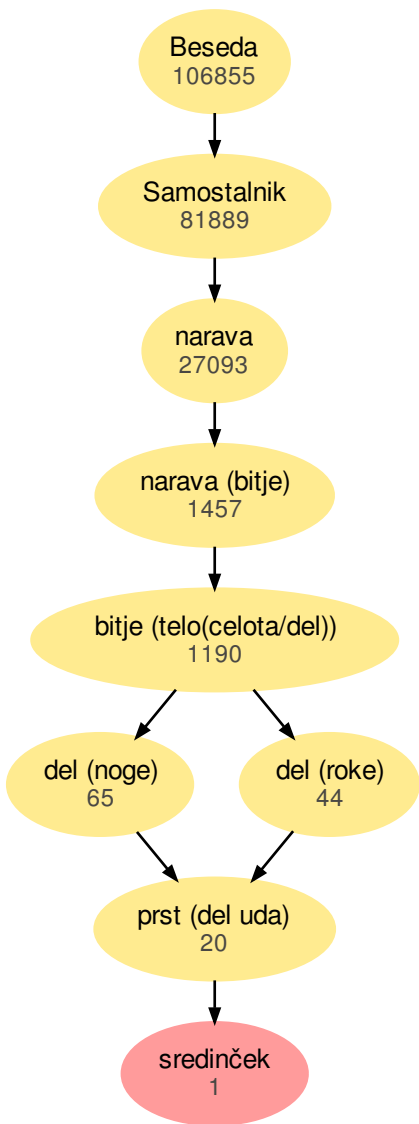 Beseda
106855
Samostalnik
81889
narava
27093
narava (bitje)
1457
bitje (telo(celota/del))
1190
del (noge)
65
del (roke)
44
prst (del uda)
20
sredinček
1